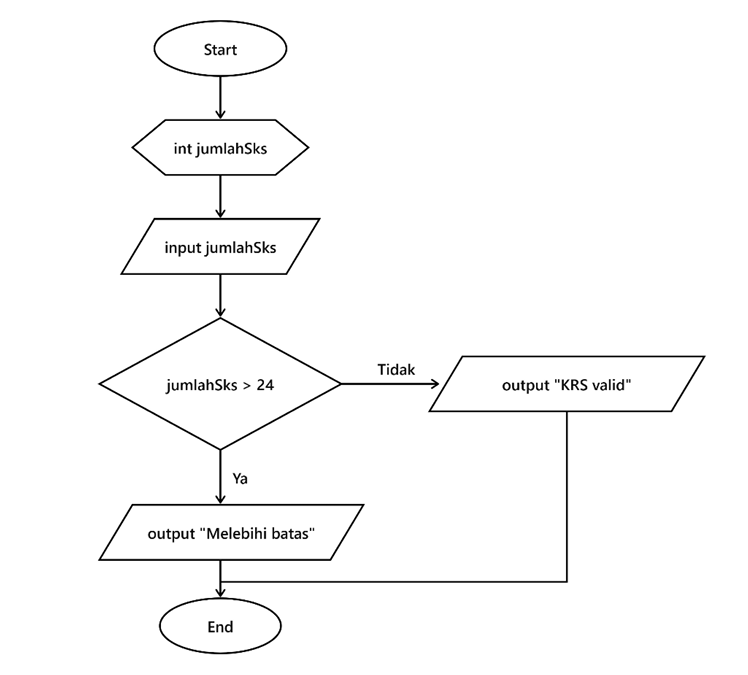 Start
int jumlahSks
input jumlahSks
jumlahSks > 24
Tidak
output "KRS valid"
Ya
output "Melebihi batas"
End